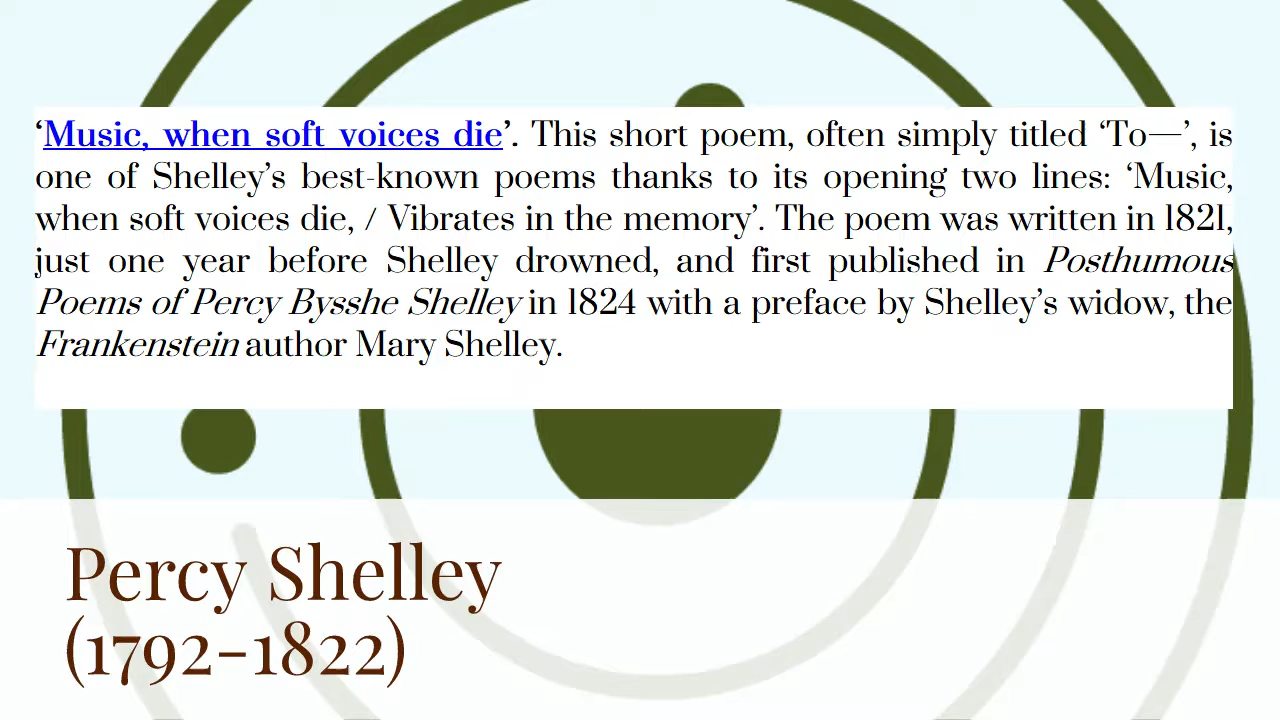 ‘Music, when soft voices die’. This short poem, often simply titled ‘To—’, is
one of Shelley’s best-known poems thanks to its opening two lines: ‘Music,
when soft voices die, / Vibrates in the memory’. The poem was written in 1821,
just one year before Shelley drowned, and first published in Posthumous
Poems of Percy Bysshe Shelley in 1824 with a preface by Shelley’s widow, the
Frankenstein author Mary Shelley.
Percy Shelley
(1792–1822)